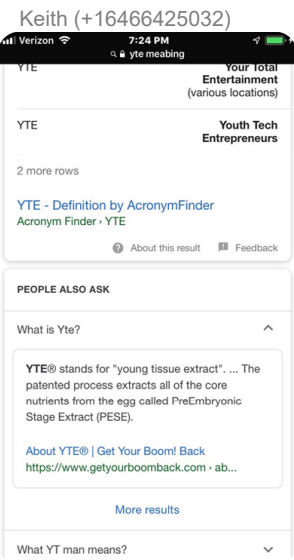 Keith (+16466425032)
Verizon 7:24 PM
yte meabing
YTE Your Total
Entertainment
(various locations)
YTE Youth Tech
Entrepreneurs
2 more rows
YTE - Definition by AcronymFinder
Acronym Finder › YTE
About this result Feedback
PEOPLE ALSO ASK
What is Yte?
YTE® stands for "young tissue extract". ... The
patented process extracts all of the core
nutrients from the egg called PreEmbryonic
Stage Extract (PESE).
About YTE® | Get Your Boom! Back
https://www.getyourboomback.com › ab...
More results
What YT man means?